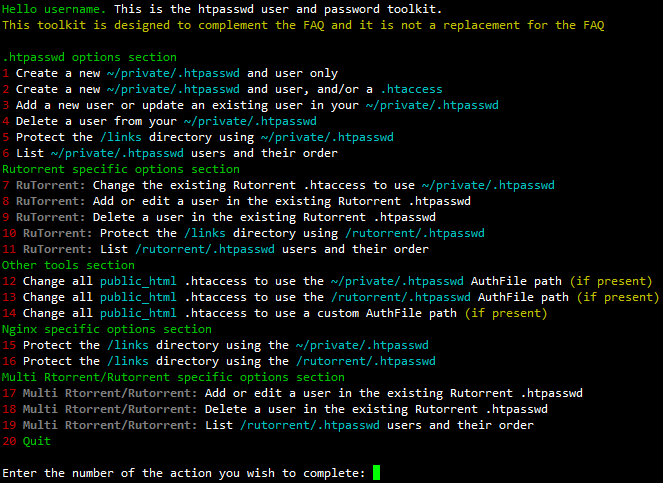 Hello username. This is the htpasswd user and password toolkit.
This toolkit is designed to complement the FAQ and it is not a replacement for the FAQ
.htpasswd options section
1 Create a new ~/private/.htpasswd and user only
2 Create a new ~/private/.htpasswd and user, and/or a .htaccess
3 Add a new user or update an existing user in your ~/private/.htpasswd
4 Delete a user from your ~/private/.htpasswd
5 Protect the /links directory using ~/private/.htpasswd
6 List ~/private/.htpasswd users and their order
Rutorrent specific options section
7 RuTorrent: Change the existing Rutorrent .htaccess to use ~/private/.htpasswd
8 RuTorrent: Add or edit a user in the existing Rutorrent .htpasswd
9 RuTorrent: Delete a user in the existing Rutorrent .htpasswd
10 RuTorrent: Protect the /links directory using /rutorrent/.htpasswd
11 RuTorrent: List /rutorrent/.htpasswd users and their order
Other tools section
12 Change all public_html .htaccess to use the ~/private/.htpasswd AuthFile path (if present)
13 Change all public_html .htaccess to use the /rutorrent/.htpasswd AuthFile path (if present)
14 Change all public_html .htaccess to use a custom AuthFile path (if present)
Nginx specific options section
15 Protect the /links directory using the ~/private/.htpasswd
16 Protect the /links directory using the /rutorrent/.htpasswd
Multi Rtorrent/Rutorrent specific options section
17 Multi Rtorrent/Rutorrent: Add or edit a user in the existing Rutorrent .htpasswd
18 Multi Rtorrent/Rutorrent: Delete a user in the existing Rutorrent .htpasswd
19 Multi Rtorrent/Rutorrent: List /rutorrent/.htpasswd users and their order
20 Quit
Enter the number of the action you wish to complete: